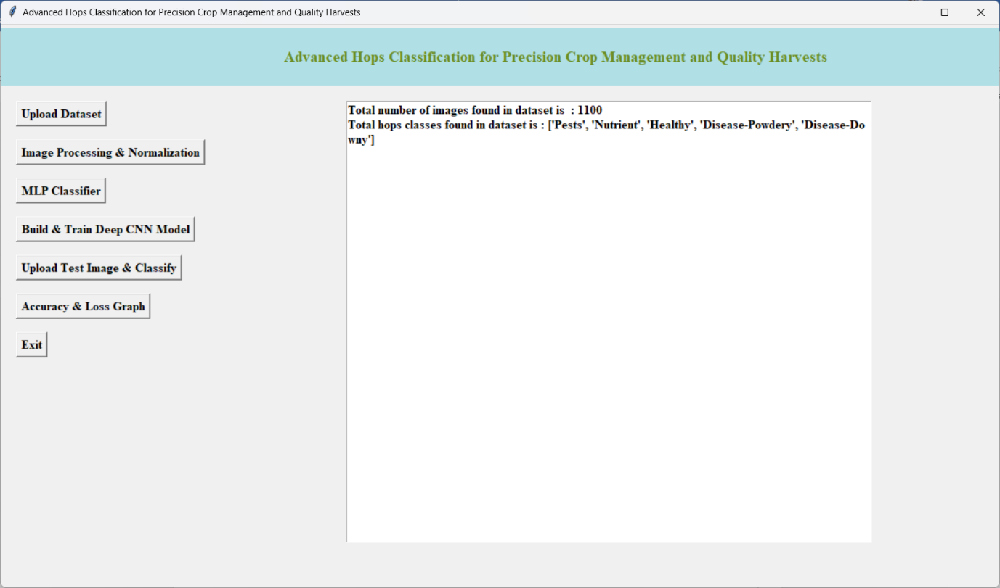 Advanced Hops Classification for Precision Crop Management and Quality Harvests
Advanced Hops Classification for Precision Crop Management and Quality Harvests
Upload Dataset
Image Processing & Normalization
MLP Classifier
Build & Train Deep CNN Model
Upload Test Image & Classify
Accuracy & Loss Graph
Exit
Total number of images found in dataset is  : 1100
Total hops classes found in dataset is : ['Pests', 'Nutrient', 'Healthy', 'Disease-Powdery', 'Disease-Do
wny']